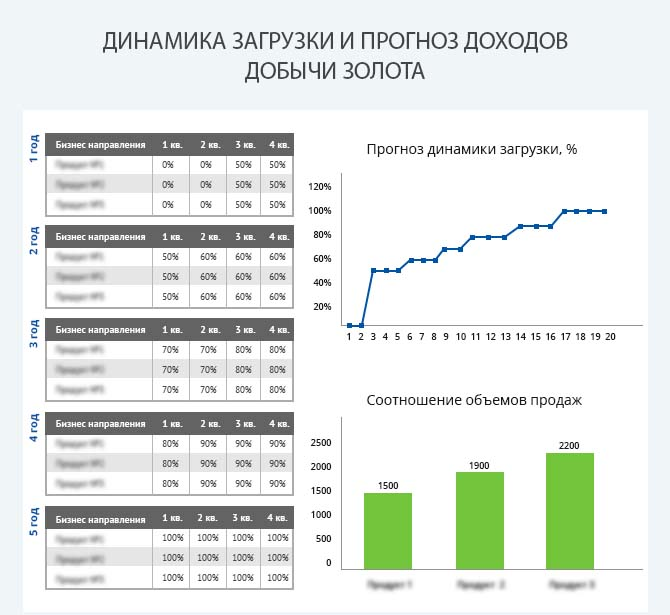 ДИНАМИКА ЗАГРУЗКИ И ПРОГНОЗ ДОХОДОВ
ДОБЫЧИ ЗОЛОТА
1 год
Бизнес направления 1 кв. 2 кв. 3 кв. 4 кв.
0% 0% 50% 50%
0% 0% 50% 50%
0% 0% 50% 50%
2 год
Бизнес направления 1 кв. 2 кв. 3 кв. 4 кв.
50% 60% 60% 60%
50% 60% 60% 60%
50% 60% 60% 60%
3 год
Бизнес направления 1 кв. 2 кв. 3 кв. 4 кв.
70% 70% 80% 80%
70% 70% 80% 80%
70% 70% 80% 80%
4 год
Бизнес направления 1 кв. 2 кв. 3 кв. 4 кв.
80% 90% 90% 90%
80% 90% 90% 90%
80% 90% 90% 90%
5 год
Бизнес направления 1 кв. 2 кв. 3 кв. 4 кв.
100% 100% 100% 100%
100% 100% 100% 100%
100% 100% 100% 100%
Прогноз динамики загрузки, %
120%
100%
80%
60%
40%
20%
1 2 3 4 5 6 7 8 9 10 11 12 13 14 15 16 17 18 19 20
Соотношение объемов продаж
2500
2000
1500
1000
500
0
1500
1900
2200